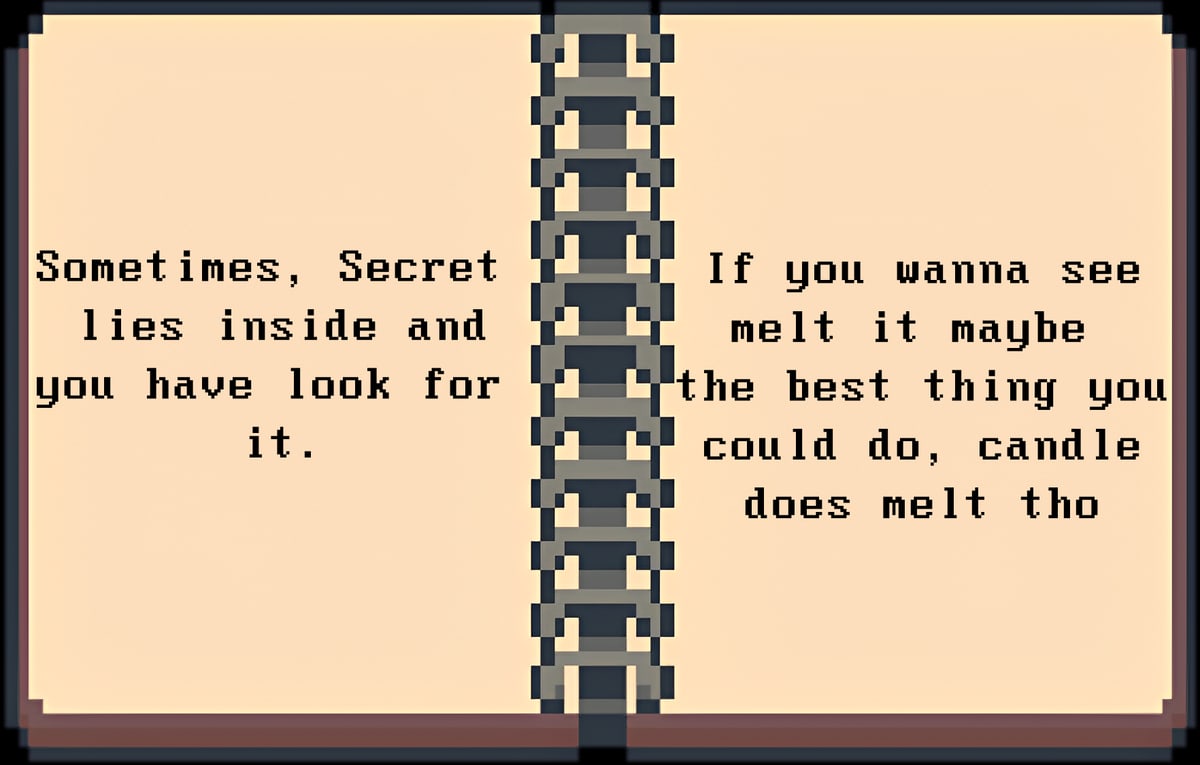 Sometimes, Secret
lies inside and
you have look for
it.
If you wanna see
melt it maybe
the best thing you
could do, candle
does melt tho